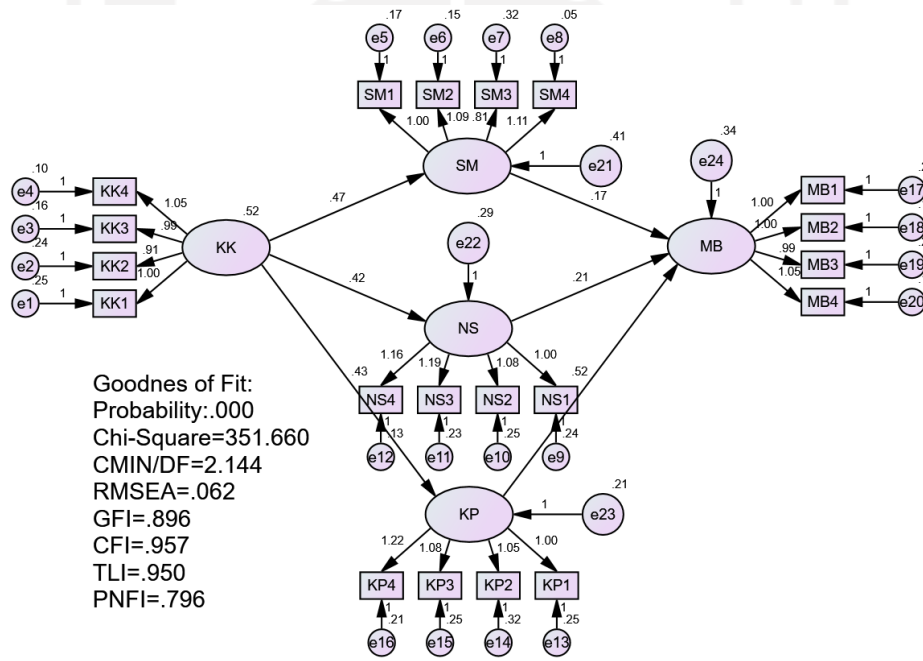 .17 .15 .32 .05
e5 e6 e7 e8
1 1 1 1
SM1 SM2 SM3 SM4
1.00 1.09 .81 1.11
SM
1 e21 .41
.34
e24
1
.10
e4 1 KK4
.16
e3 1 KK3
.24
e2 1 KK2
.25
e1 1 KK1
1.05
.99
.91
1.00
KK .52
.47
.42
.43
.17
.21
.52
.29
e22
1
NS
1.16 1.19 1.08 1.00
NS4 NS3 NS2 NS1
1 1 1 1
.13 .23 .25 .24
e12 e11 e10 e9
MB
1.00
1.00
.99
1.05
MB1 1 e17
MB2 1 e18
MB3 1 e19
MB4 1 e20
Goodnes of Fit:
Probability:.000
Chi-Square=351.660
CMIN/DF=2.144
RMSEA=.062
GFI=.896
CFI=.957
TLI=.950
PNFI=.796
KP
1 e23 .21
1.22 1.08 1.05 1.00
KP4 KP3 KP2 KP1
1 1 1 1
.21 .25 .32 .25
e16 e15 e14 e13